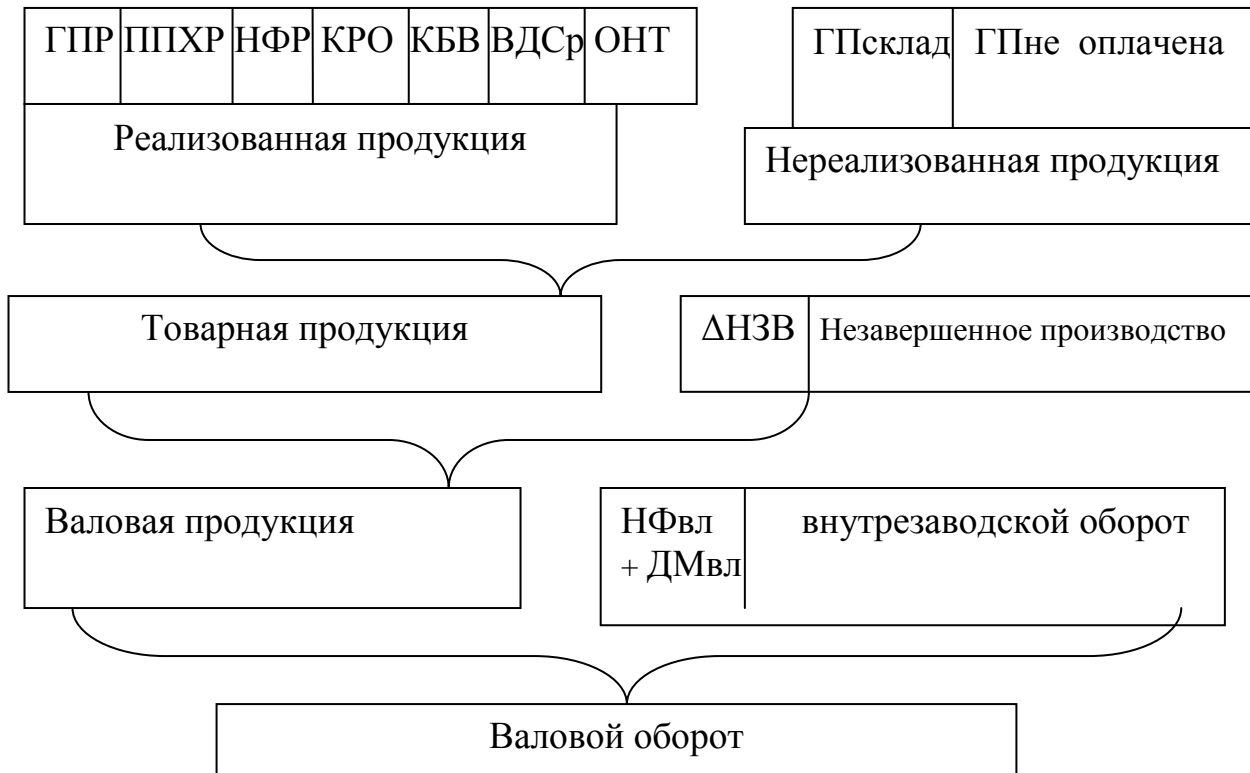 ГПР ППХР НФР КРО КБВ ВДСр ОНТ
ГПсклад ГПне оплачена
Реализованная продукция
Нереализованная продукция
Товарная продукция
ΔНЗВ Незавершенное производство
Валовая продукция
НФвл внутрезаводской оборот
+ ДМвл
Валовой оборот